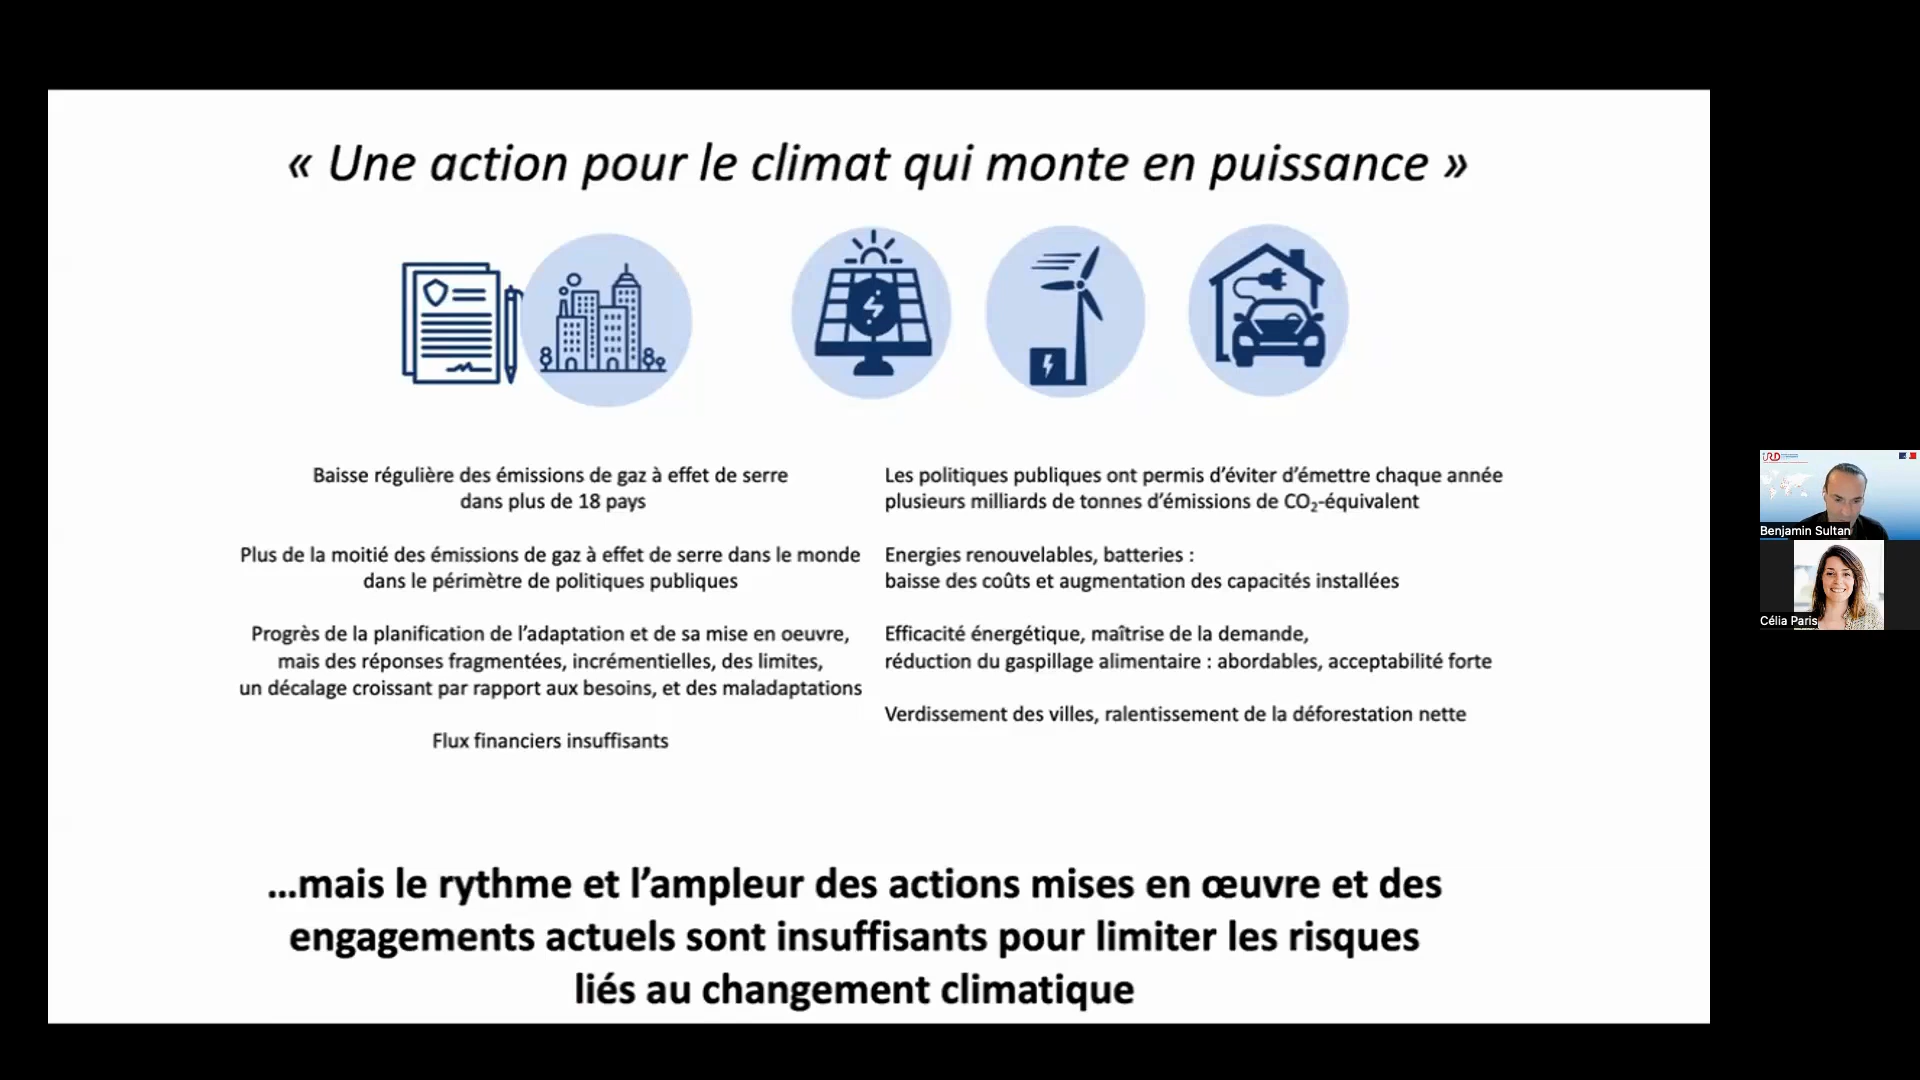 « Une action pour le climat qui monte en puissance »
Baisse régulière des émissions de gaz à effet de serre
dans plus de 18 pays
Plus de la moitié des émissions de gaz à effet de serre dans le monde
dans le périmètre de politiques publiques
Progrès de la planification de l’adaptation et de sa mise en oeuvre,
mais des réponses fragmentées, incrémentielles, des limites,
un décalage croissant par rapport aux besoins, et des maladaptations
Flux financiers insuffisants
Les politiques publiques ont permis d’éviter d’émettre chaque année
plusieurs milliards de tonnes d’émissions de CO₂-équivalent
Energies renouvelables, batteries :
baisse des coûts et augmentation des capacités installées
Efficacité énergétique, maîtrise de la demande,
réduction du gaspillage alimentaire : abordables, acceptabilité forte
Verdissement des villes, ralentissement de la déforestation nette
…mais le rythme et l’ampleur des actions mises en œuvre et des
engagements actuels sont insuffisants pour limiter les risques
liés au changement climatique
IRD
Benjamin Sultan
Célia Paris